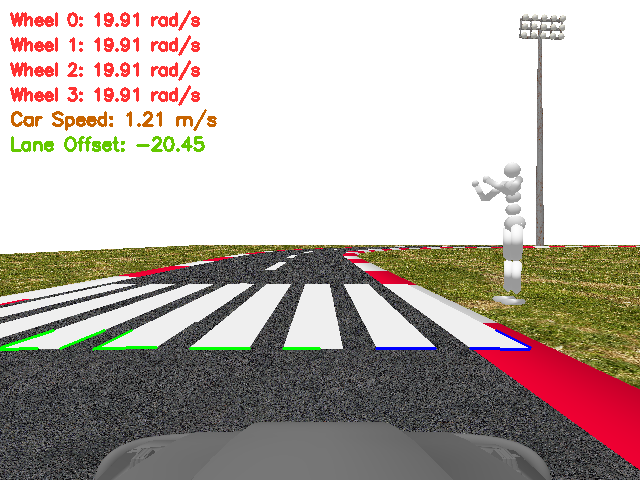 Wheel 0: 19.91 rad/s
Wheel 1: 19.91 rad/s
Wheel 2: 19.91 rad/s
Wheel 3: 19.91 rad/s
Car Speed: 1.21 m/s
Lane Offset: -20.45